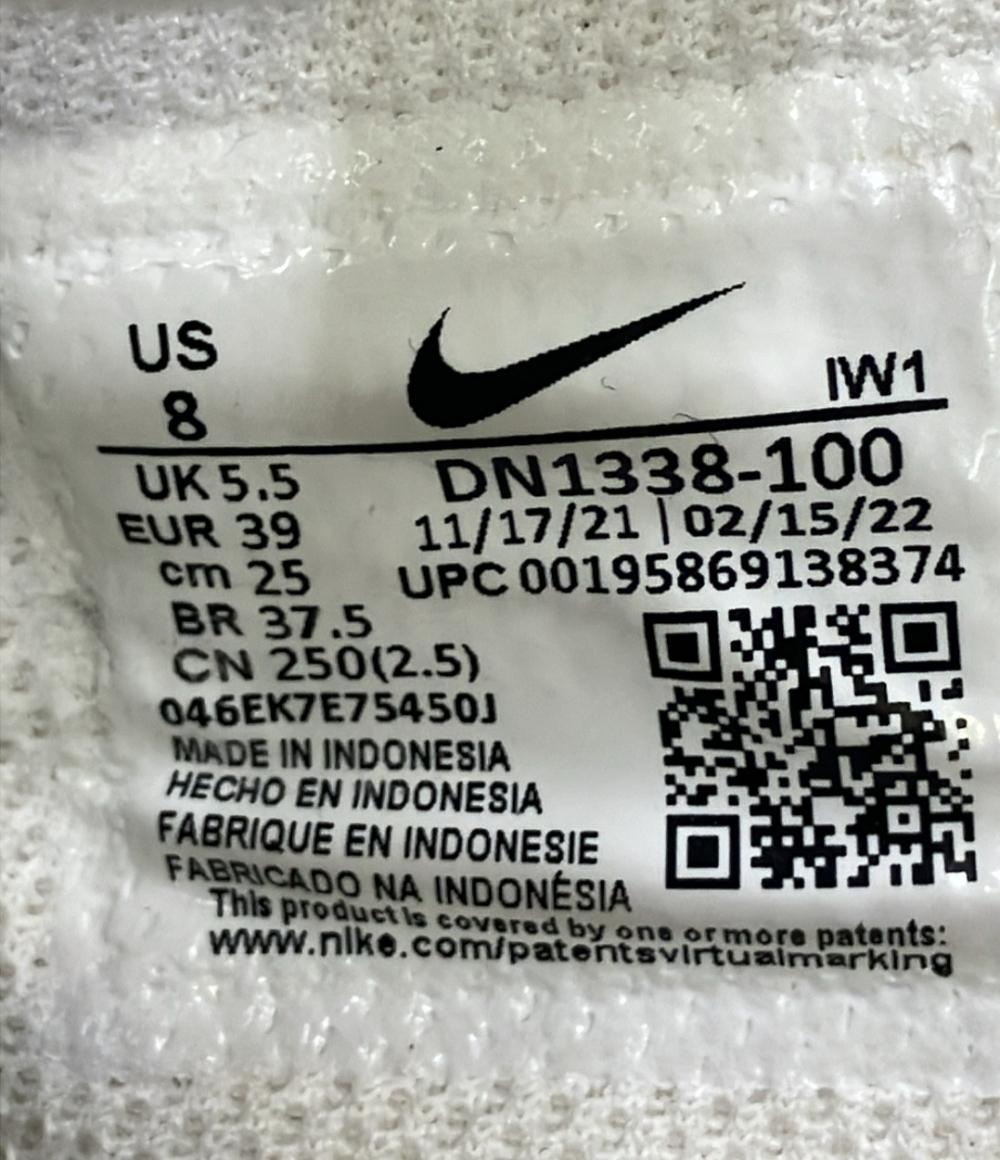 US
8
IW1
UK 5.5
EUR 39
cm 25
BR 37.5
CN 250(2.5)
DN1338-100
11/17/21 | 02/15/22
UPC 00195869138374
046EK7E75450J
MADE IN INDONESIA
HECHO EN INDONESIA
FABRIQUE EN INDONESIE
FABRICADO NA INDONÉSIA
This product is covered by one or more patents:
www.nike.com/patentsvirtualmarking